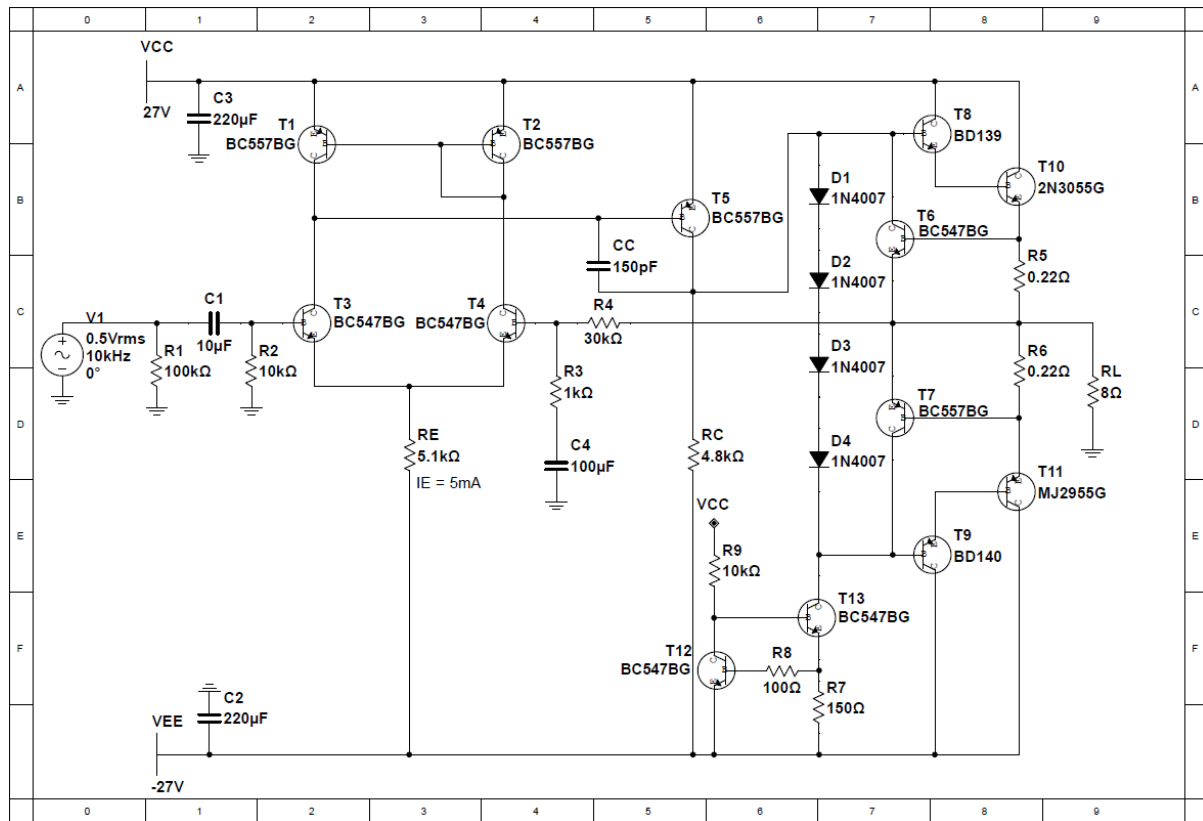 0 1 2 3 4 5 6 7 8 9
A A
B B
C C
D D
E E
F F
VCC
27V
C3
220µF
T1
BC557BG
T2
BC557BG
T8
BD139
T10
2N3055G
D1
1N4007
T5
BC557BG
T6
BC547BG
CC
150pF
D2
1N4007
R5
0.22Ω
V1
0.5Vrms
10kHz
0°
C1
10µF
T3
BC547BG
T4
BC547BG
R4
30kΩ
R1
100kΩ
R2
10kΩ
R3
1kΩ
D3
1N4007
R6
0.22Ω
RL
8Ω
T7
BC557BG
RE
5.1kΩ
IE = 5mA
C4
100µF
RC
4.8kΩ
D4
1N4007
T11
MJ2955G
VCC
R9
10kΩ
T9
BD140
T13
BC547BG
T12
BC547BG
R8
100Ω
R7
150Ω
C2
220µF
VEE
-27V
B C E
0 1 2 3 4 5 6 7 8 9